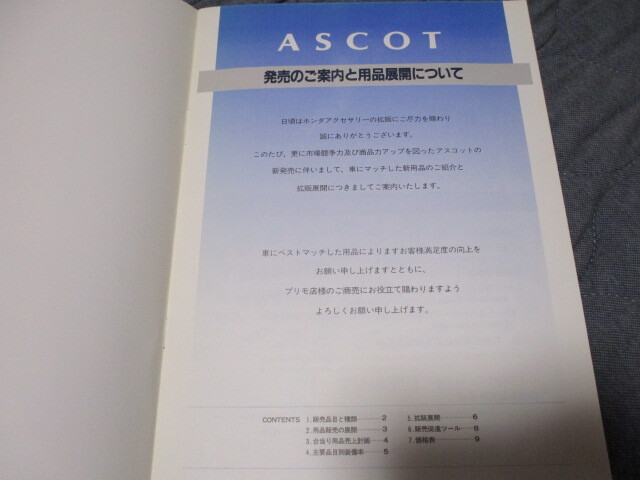 ASCOT
発売のご案内と用品展開について
日頃はホンダアクセサリーの拡販にご尽力を賜わり
誠にありがとうございます。
このたび、更に市場競争力及び商品力アップを図ったアスコットの
新発売に伴いまして、車にマッチした新用品のご紹介と
拡販展開につきましてご案内いたします。
車にベストマッチした用品によりますお客様満足度の向上を
お願い申し上げますとともに、
プリモ店様のご商売にお役立て賜わりますよう
よろしくお願い申し上げます。
CONTENTS
1.販売品目と種類 2
2.用品販売の展開 3
3.台当り用品売上計画 4
4.主要品目別装備率 5
5.拡販展開 6
6.販売促進ツール 8
7.価格表 9